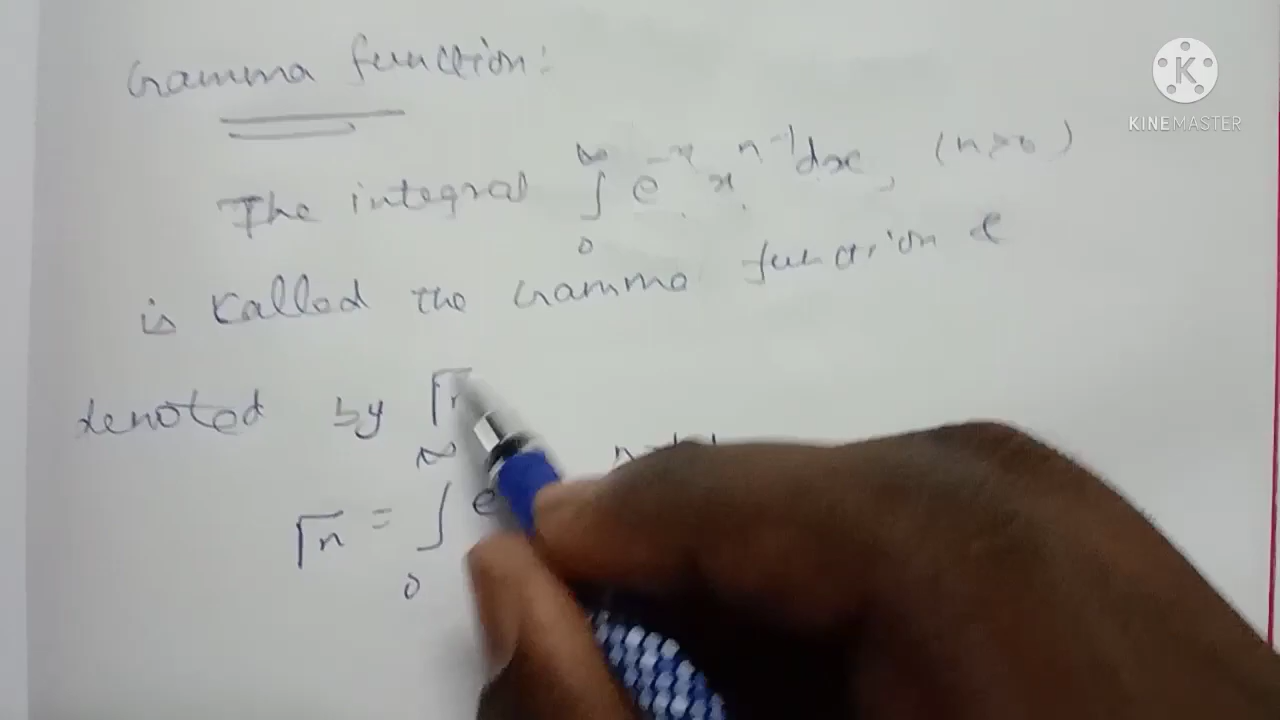 Gamma function:
K
KINEMASTER
The integral ∫₀^∞ e^{-x} x^{n-1} dx, (n>0)
is called the Gamma function &
denoted by Γn
Γn = ∫₀^∞ e